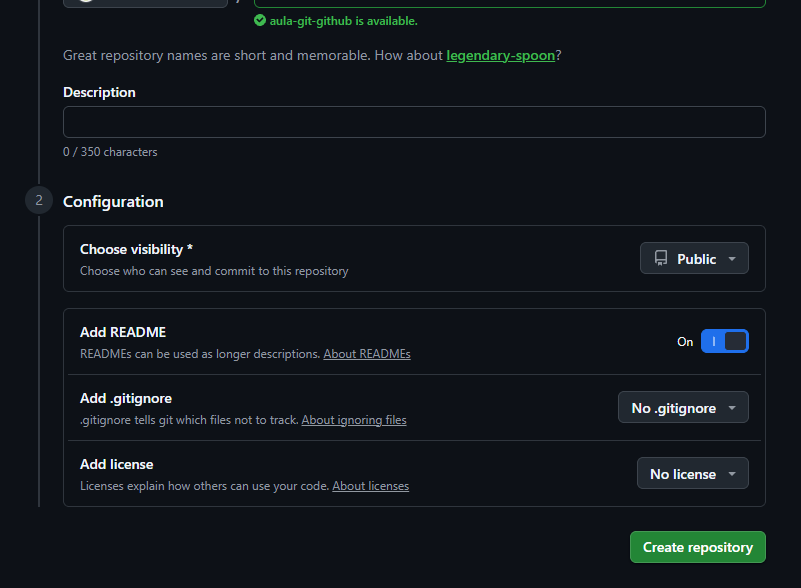 aula-git-github is available.
Great repository names are short and memorable. How about legendary-spoon?
Description
0 / 350 characters
2
Configuration
Choose visibility *
Choose who can see and commit to this repository
Public
Add README
READMEs can be used as longer descriptions. About READMEs
On
Add .gitignore
.gitignore tells git which files not to track. About ignoring files
No .gitignore
Add license
Licenses explain how others can use your code. About licenses
No license
Create repository